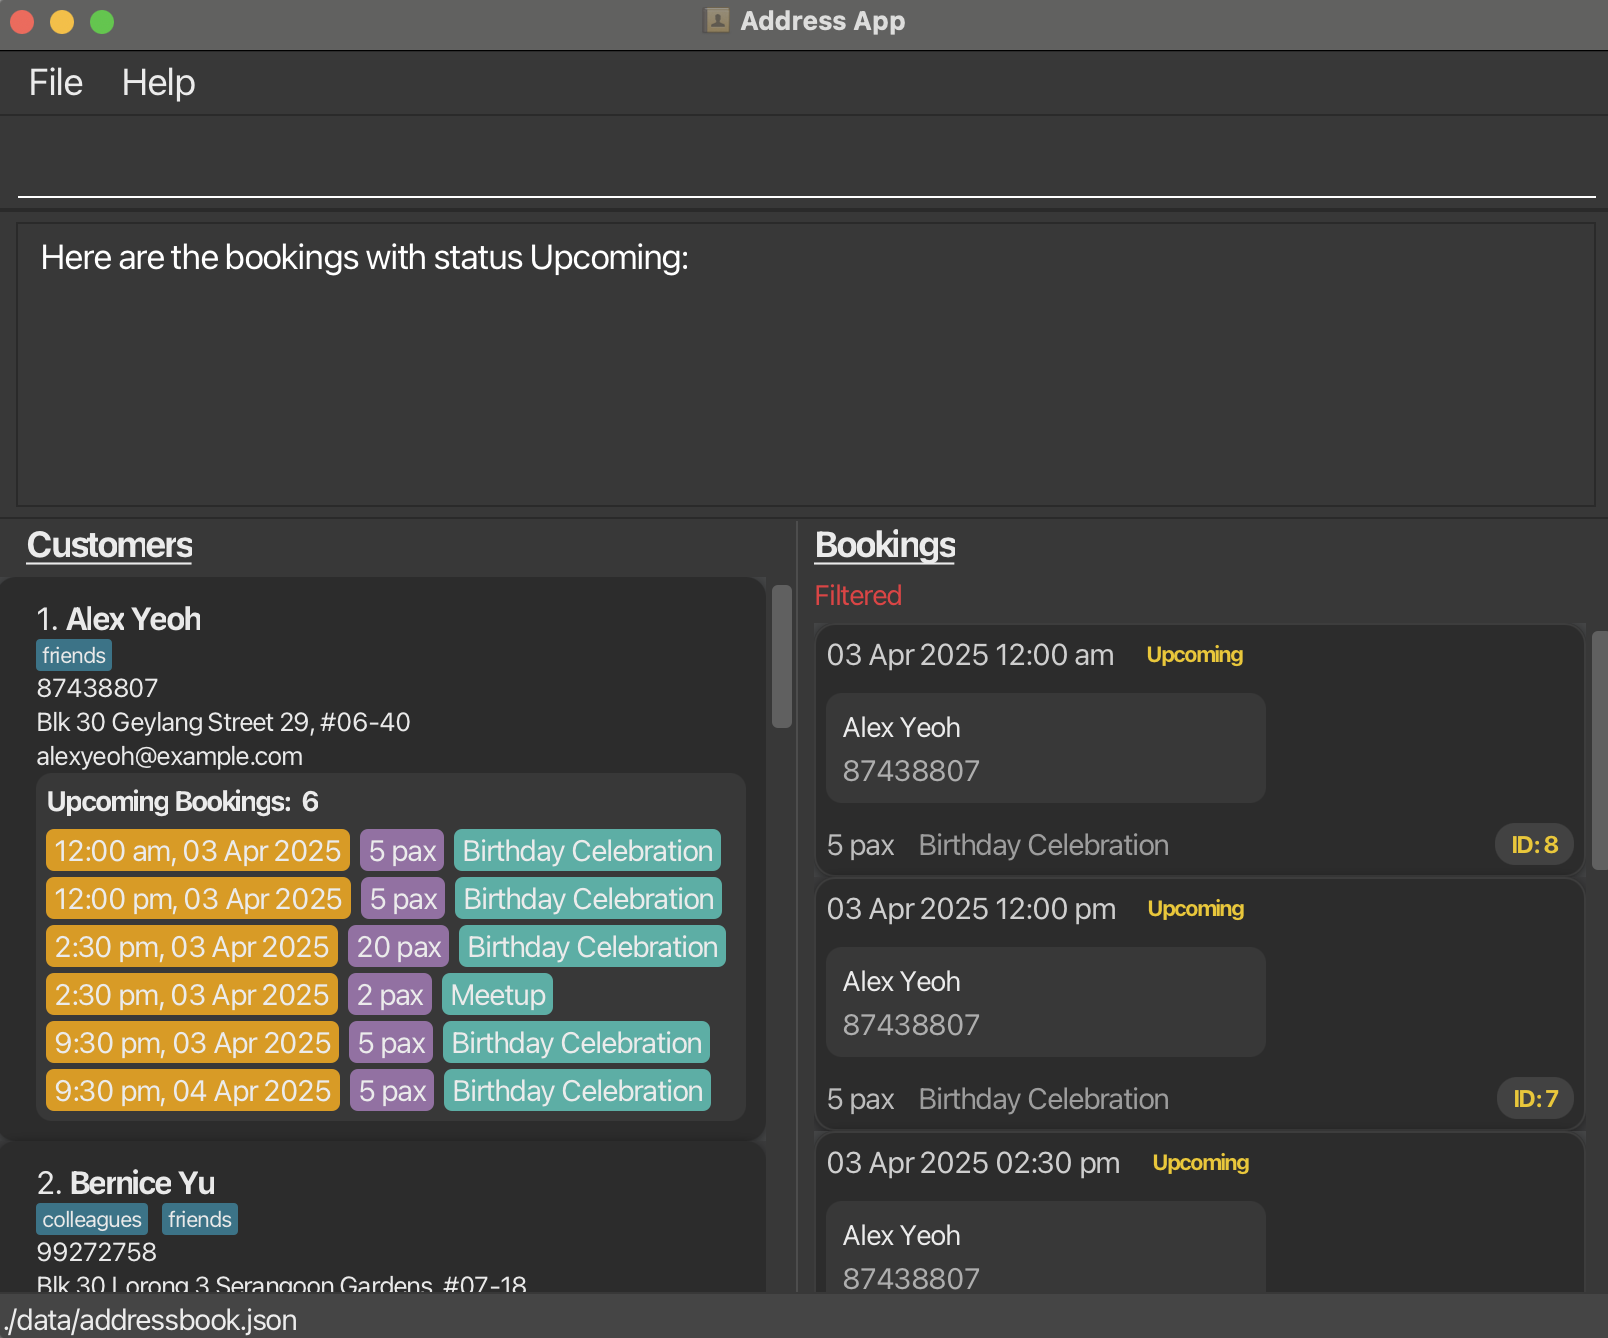 Address App
File Help
Here are the bookings with status Upcoming:
Customers
1. Alex Yeoh
friends
87438807
Blk 30 Geylang Street 29, #06-40
alexyeoh@example.com
Upcoming Bookings: 6
12:00 am, 03 Apr 2025 5 pax Birthday Celebration
12:00 pm, 03 Apr 2025 5 pax Birthday Celebration
2:30 pm, 03 Apr 2025 20 pax Birthday Celebration
2:30 pm, 03 Apr 2025 2 pax Meetup
9:30 pm, 03 Apr 2025 5 pax Birthday Celebration
9:30 pm, 04 Apr 2025 5 pax Birthday Celebration
2. Bernice Yu
colleagues friends
99272758
Blk 30 Lorong 3 Serangoon Gardens, #07-18
Bookings
Filtered
03 Apr 2025 12:00 am Upcoming
Alex Yeoh
87438807
5 pax Birthday Celebration ID: 8
03 Apr 2025 12:00 pm Upcoming
Alex Yeoh
87438807
5 pax Birthday Celebration ID: 7
03 Apr 2025 02:30 pm Upcoming
Alex Yeoh
87438807
./data/addressbook.json